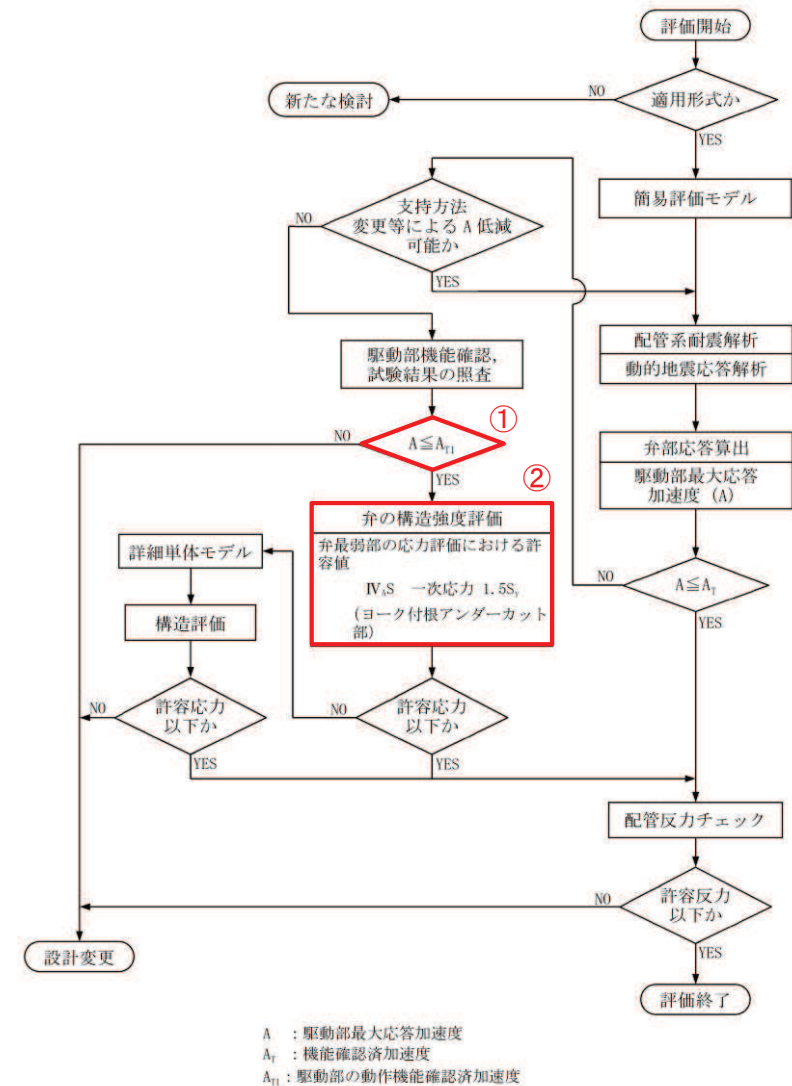 評価開始
適用形式か
NO
YES
新たな検討
簡易評価モデル
支持方法
変更等による A 低減
可能か
NO
YES
配管系耐震解析
動的地震応答解析
駆動部機能確認,
試験結果の照査
①
A≦A_T1
NO
YES
弁部応答算出
駆動部最大応答
加速度 (A)
②
弁の構造強度評価
弁最弱部の応力評価における許
容値
Ⅳ_AS 一次応力 1.5S_y
(ヨーク付根アンダーカット
部)
A≦A_T
NO
YES
詳細単体モデル
構造評価
許容応力
以下か
NO
YES
許容応力
以下か
NO
YES
配管反力チェック
許容反力
以下か
NO
YES
設計変更
評価終了
A :駆動部最大応答加速度
A_T :機能確認済加速度
A_T1:駆動部の動作機能確認済加速度